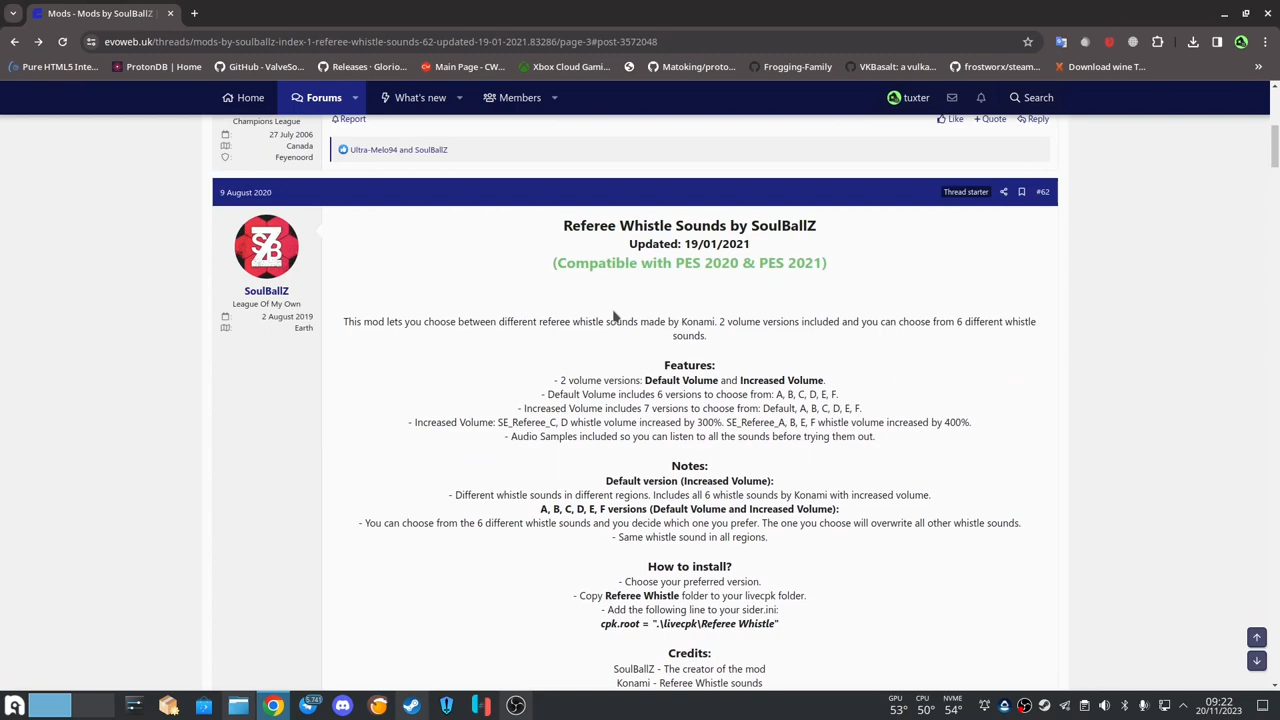 Mods - Mods by SoulBallZ
evoweb.uk/threads/mods-by-soulballz-index-1-referee-whistle-sounds-62-updated-19-01-2021.83286/page-3#post-3572048
Pure HTML5 Inte...
ProtonDB | Home
GitHub - ValveSo...
Releases · Glorio...
Main Page - CW...
Xbox Cloud Gami...
Matoking/proto...
Frogging-Family
VKBasalt: a vulka...
frostworx/steam...
Download wine T...
Home
Forums
What's new
Members
tuxter
Search
Champions League
27 July 2006
Canada
Feyenoord
Report
Like
+Quote
Reply
Ultra-Melo94 and SoulBallZ
9 August 2020
Thread starter
#62
SoulBallZ
League Of My Own
2 August 2019
Earth
Referee Whistle Sounds by SoulBallZ
Updated: 19/01/2021
(Compatible with PES 2020 & PES 2021)
This mod lets you choose between different referee whistle sounds made by Konami. 2 volume versions included and you can choose from 6 different whistle
sounds.
Features:
- 2 volume versions: Default Volume and Increased Volume.
- Default Volume includes 6 versions to choose from: A, B, C, D, E, F.
- Increased Volume includes 7 versions to choose from: Default, A, B, C, D, E, F.
- Increased Volume: SE_Referee_C, D whistle volume increased by 300%. SE_Referee_A, B, E, F whistle volume increased by 400%.
- Audio Samples included so you can listen to all the sounds before trying them out.
Notes:
Default version (Increased Volume):
- Different whistle sounds in different regions. Includes all 6 whistle sounds by Konami with increased volume.
A, B, C, D, E, F versions (Default Volume and Increased Volume):
- You can choose from the 6 different whistle sounds and you decide which one you prefer. The one you choose will overwrite all other whistle sounds.
- Same whistle sound in all regions.
How to install?
- Choose your preferred version.
- Copy Referee Whistle folder to your livecpk folder.
- Add the following line to your sider.ini:
cpk.root = ".\livecpk\Referee Whistle"
Credits:
SoulBallZ - The creator of the mod
Konami - Referee Whistle sounds
5,741
GPU CPU NVME
53° 50° 54°
09:22
20/11/2023